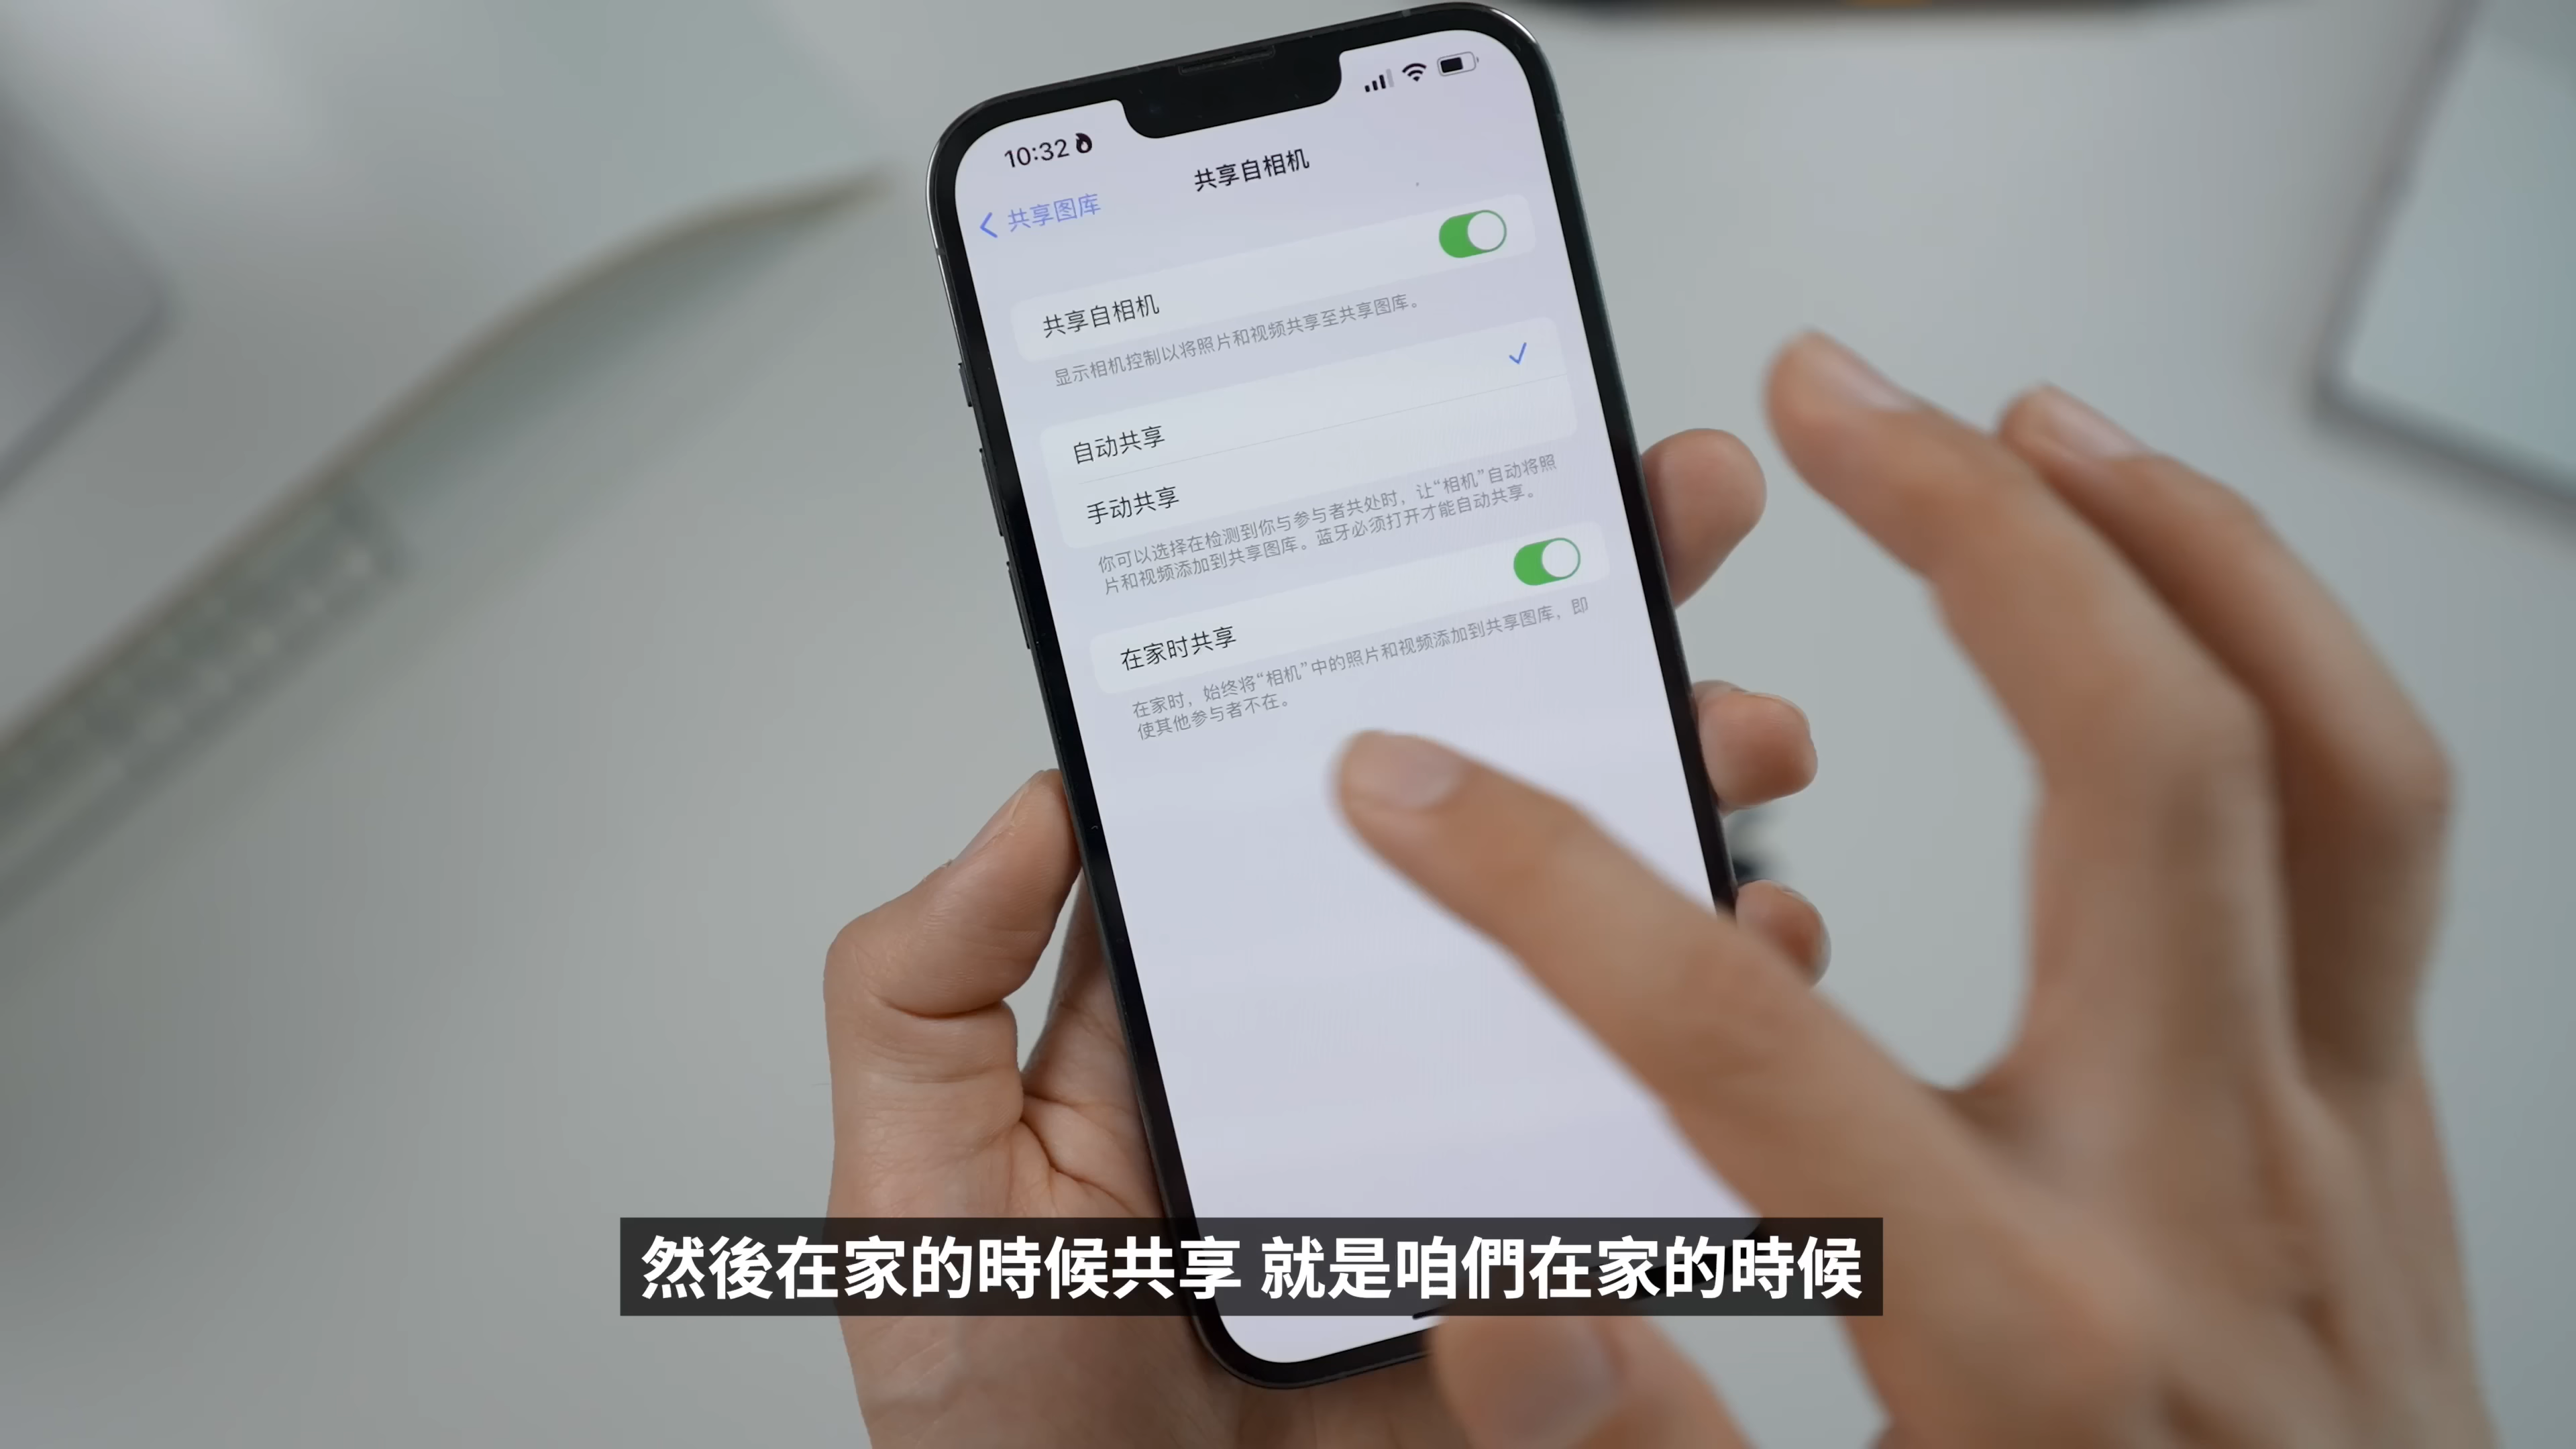 10:32
共享图库
共享自相机
共享自相机
显示相机控制以将照片和视频共享至共享图库。
自动共享
手动共享
你可以选择在检测到你与参与者共处时，让“相机”自动将照
片和视频添加到共享图库。蓝牙必须打开才能自动共享。
在家时共享
在家时，始终将“相机”中的照片和视频添加到共享图库，即
使其他参与者不在。
然後在家的時候共享 就是咱們在家的時候